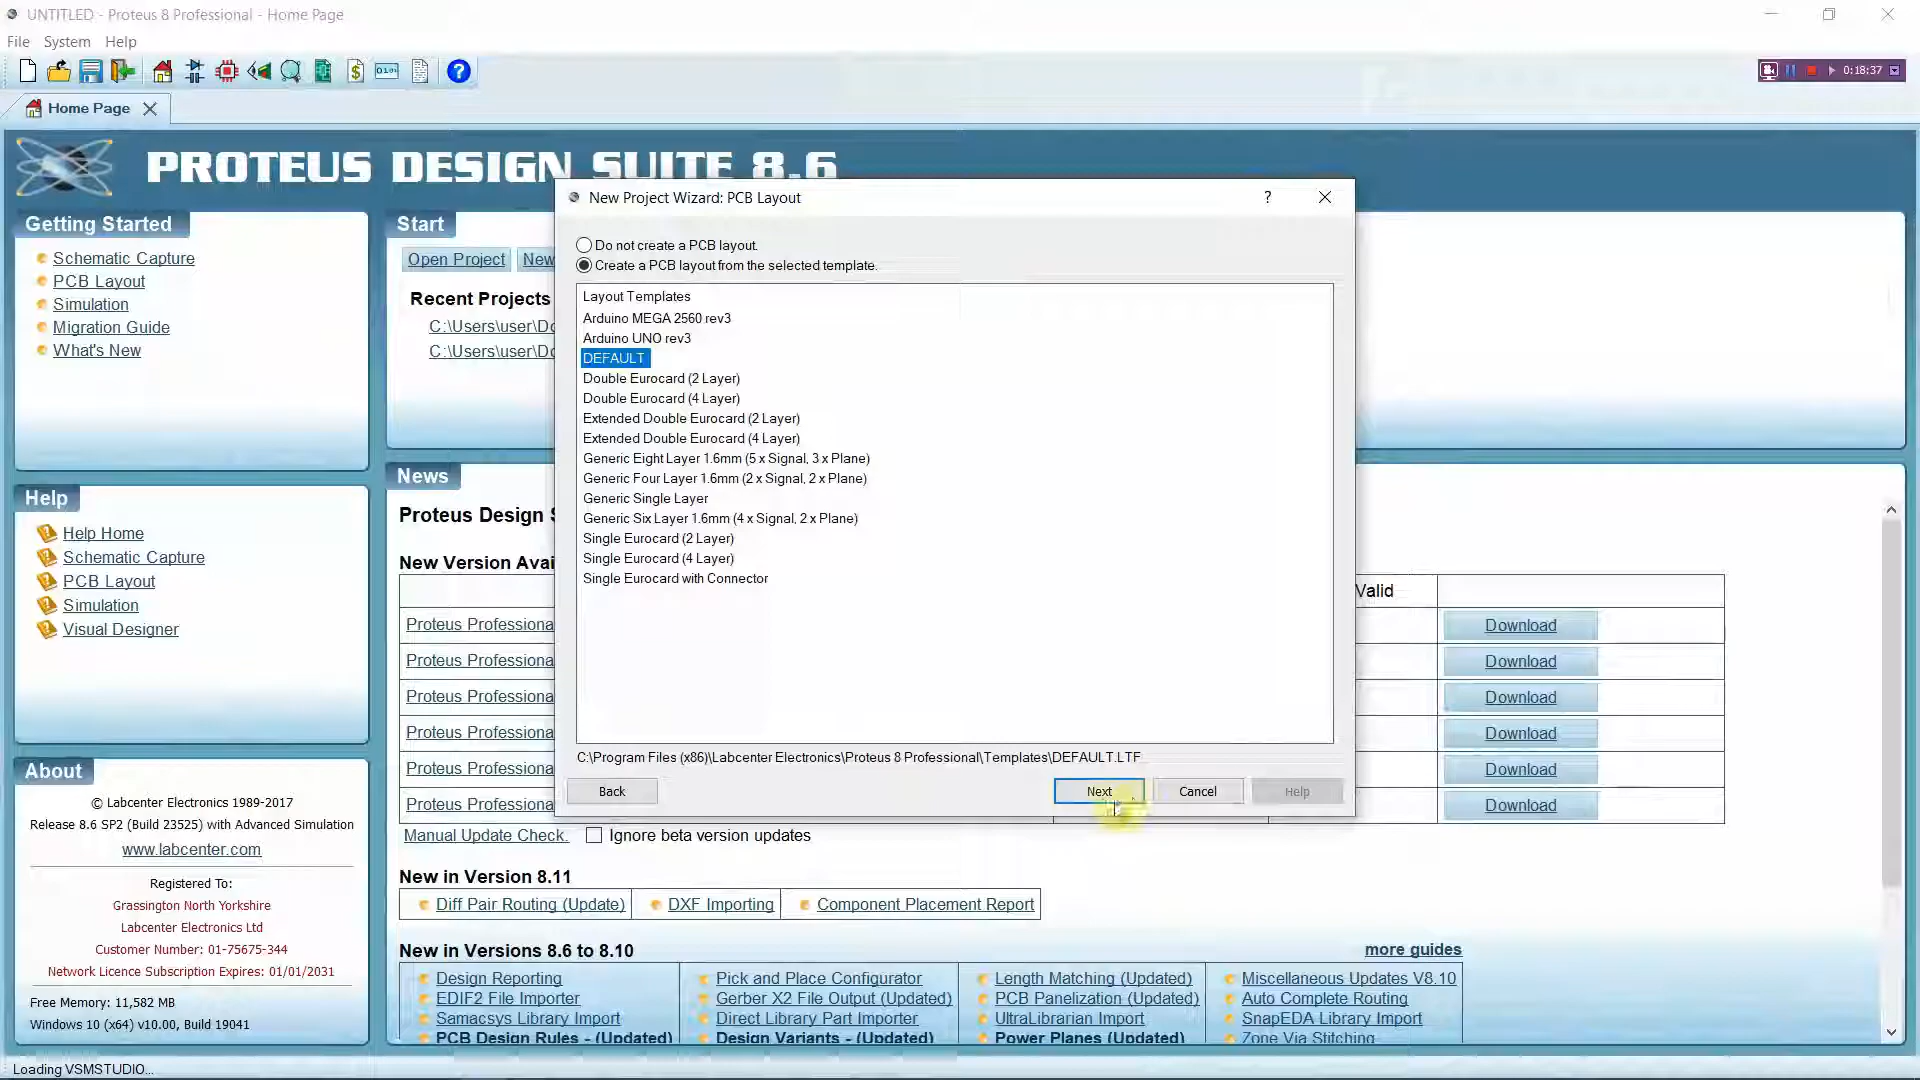 UNTITLED - Proteus 8 Professional - Home Page
File System Help
0:18:37
Home Page
PROTEUS DESIGN SUITE 8.6
New Project Wizard: PCB Layout
?
Do not create a PCB layout.
Create a PCB layout from the selected template.
Layout Templates
Arduino MEGA 2560 rev3
Arduino UNO rev3
DEFAULT
Double Eurocard (2 Layer)
Double Eurocard (4 Layer)
Extended Double Eurocard (2 Layer)
Extended Double Eurocard (4 Layer)
Generic Eight Layer 1.6mm (5 x Signal, 3 x Plane)
Generic Four Layer 1.6mm (2 x Signal, 2 x Plane)
Generic Single Layer
Generic Six Layer 1.6mm (4 x Signal, 2 x Plane)
Single Eurocard (2 Layer)
Single Eurocard (4 Layer)
Single Eurocard with Connector
C:\Program Files (x86)\Labcenter Electronics\Proteus 8 Professional\Templates\DEFAULT.LTF
Back Next Cancel Help
Getting Started
Schematic Capture
PCB Layout
Simulation
Migration Guide
What's New
Help
Help Home
Schematic Capture
PCB Layout
Simulation
Visual Designer
About
© Labcenter Electronics 1989-2017
Release 8.6 SP2 (Build 23525) with Advanced Simulation
www.labcenter.com
Registered To:
Grassington North Yorkshire
Labcenter Electronics Ltd
Customer Number: 01-75675-344
Network Licence Subscription Expires: 01/01/2031
Free Memory: 11,582 MB
Windows 10 (x64) v10.00, Build 19041
Start
Open Project New
Recent Projects
C:\Users\user\Do
C:\Users\user\Do
News
Proteus Design
New Version Avai
Valid
Proteus Professiona Download
Proteus Professiona Download
Proteus Professiona Download
Proteus Professiona Download
Proteus Professiona Download
Proteus Professiona Download
Manual Update Check. Ignore beta version updates
New in Version 8.11
Diff Pair Routing (Update) DXF Importing Component Placement Report
New in Versions 8.6 to 8.10 more guides
Design Reporting Pick and Place Configurator Length Matching (Updated) Miscellaneous Updates V8.10
EDIF2 File Importer Gerber X2 File Output (Updated) PCB Panelization (Updated) Auto Complete Routing
Samacsys Library Import Direct Library Part Importer UltraLibrarian Import SnapEDA Library Import
PCB Design Rules - (Updated) Design Variants - (Updated) Power Planes (Updated) Zone Via Stitching
Loading VSMSTUDIO...